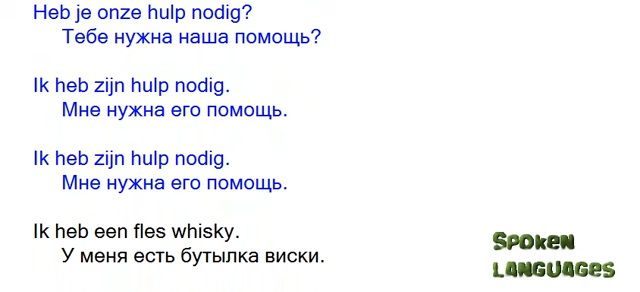 Heb je onze hulp nodig?
Тебе нужна наша помощь?
Ik heb zijn hulp nodig.
Мне нужна его помощь.
Ik heb zijn hulp nodig.
Мне нужна его помощь.
Ik heb een fles whisky.
У меня есть бутылка виски.
Spoken
Languages